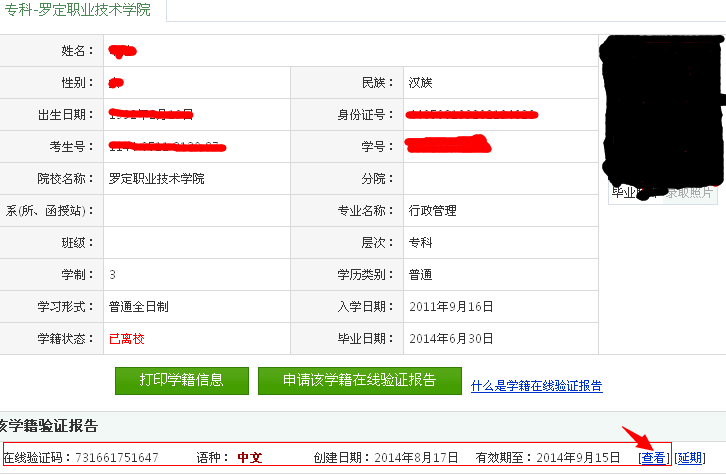 专科-罗定职业技术学院
姓名：
性别： 民族： 汉族
出生日期： 身份证号：
考生号： 学号：
院校名称： 罗定职业技术学院 分院：
系(所、函授站)： 专业名称： 行政管理
班级： 层次： 专科
学制： 3 学历类别： 普通
学习形式： 普通全日制 入学日期： 2011年9月16日
学籍状态： 已离校 毕业日期： 2014年6月30日
录取照片
打印学籍信息 申请该学籍在线验证报告 什么是学籍在线验证报告
该学籍验证报告
在线验证码：731661751647 语种： 中文 创建日期：2014年8月17日 有效期至：2014年9月15日 [查看] [延期]